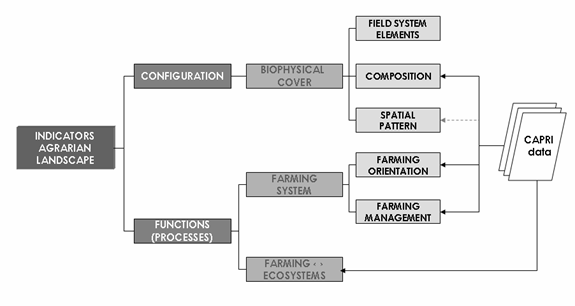 FIELD SYSTEM
ELEMENTS
CONFIGURATION
BIOPHYSICAL
COVER
COMPOSITION
SPATIAL
PATTERN
INDICATORS
AGRARIAN
LANDSCAPE
CAPRI
data
FARMING
ORIENTATION
FARMING
SYSTEM
FARMING
MANAGEMENT
FUNCTIONS
(PROCESSES)
FARMING <->
ECOSYSTEMS